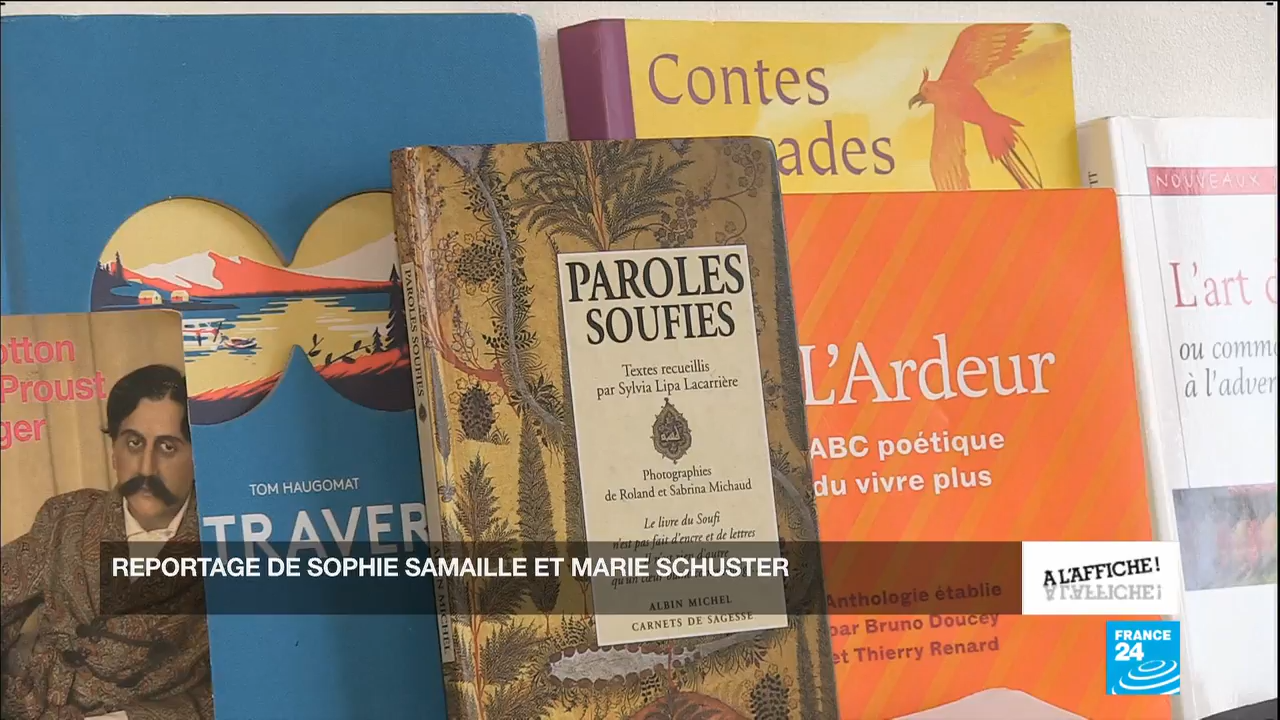 Contes
ades
NOUVEAUX
L'art d
ou comme
à l'adver
PAROLES
SOUFIES
Textes recueillis
par Sylvia Lipa Lacarrière
Photographies
de Roland et Sabrina Michaud
Le livre du Soufi
n'est pas fait d'encre et de lettres
ALBIN MICHEL
CARNETS DE SAGESSE
PAROLES SOUFIES
ALBIN MICHEL
L'Ardeur
ABC poétique
du vivre plus
Anthologie établie
par Bruno Doucey
et Thierry Renard
otton
Proust
ger
TOM HAUGOMAT
TRAVER
REPORTAGE DE SOPHIE SAMAILLE ET MARIE SCHUSTER
A L'AFFICHE !
FRANCE
24